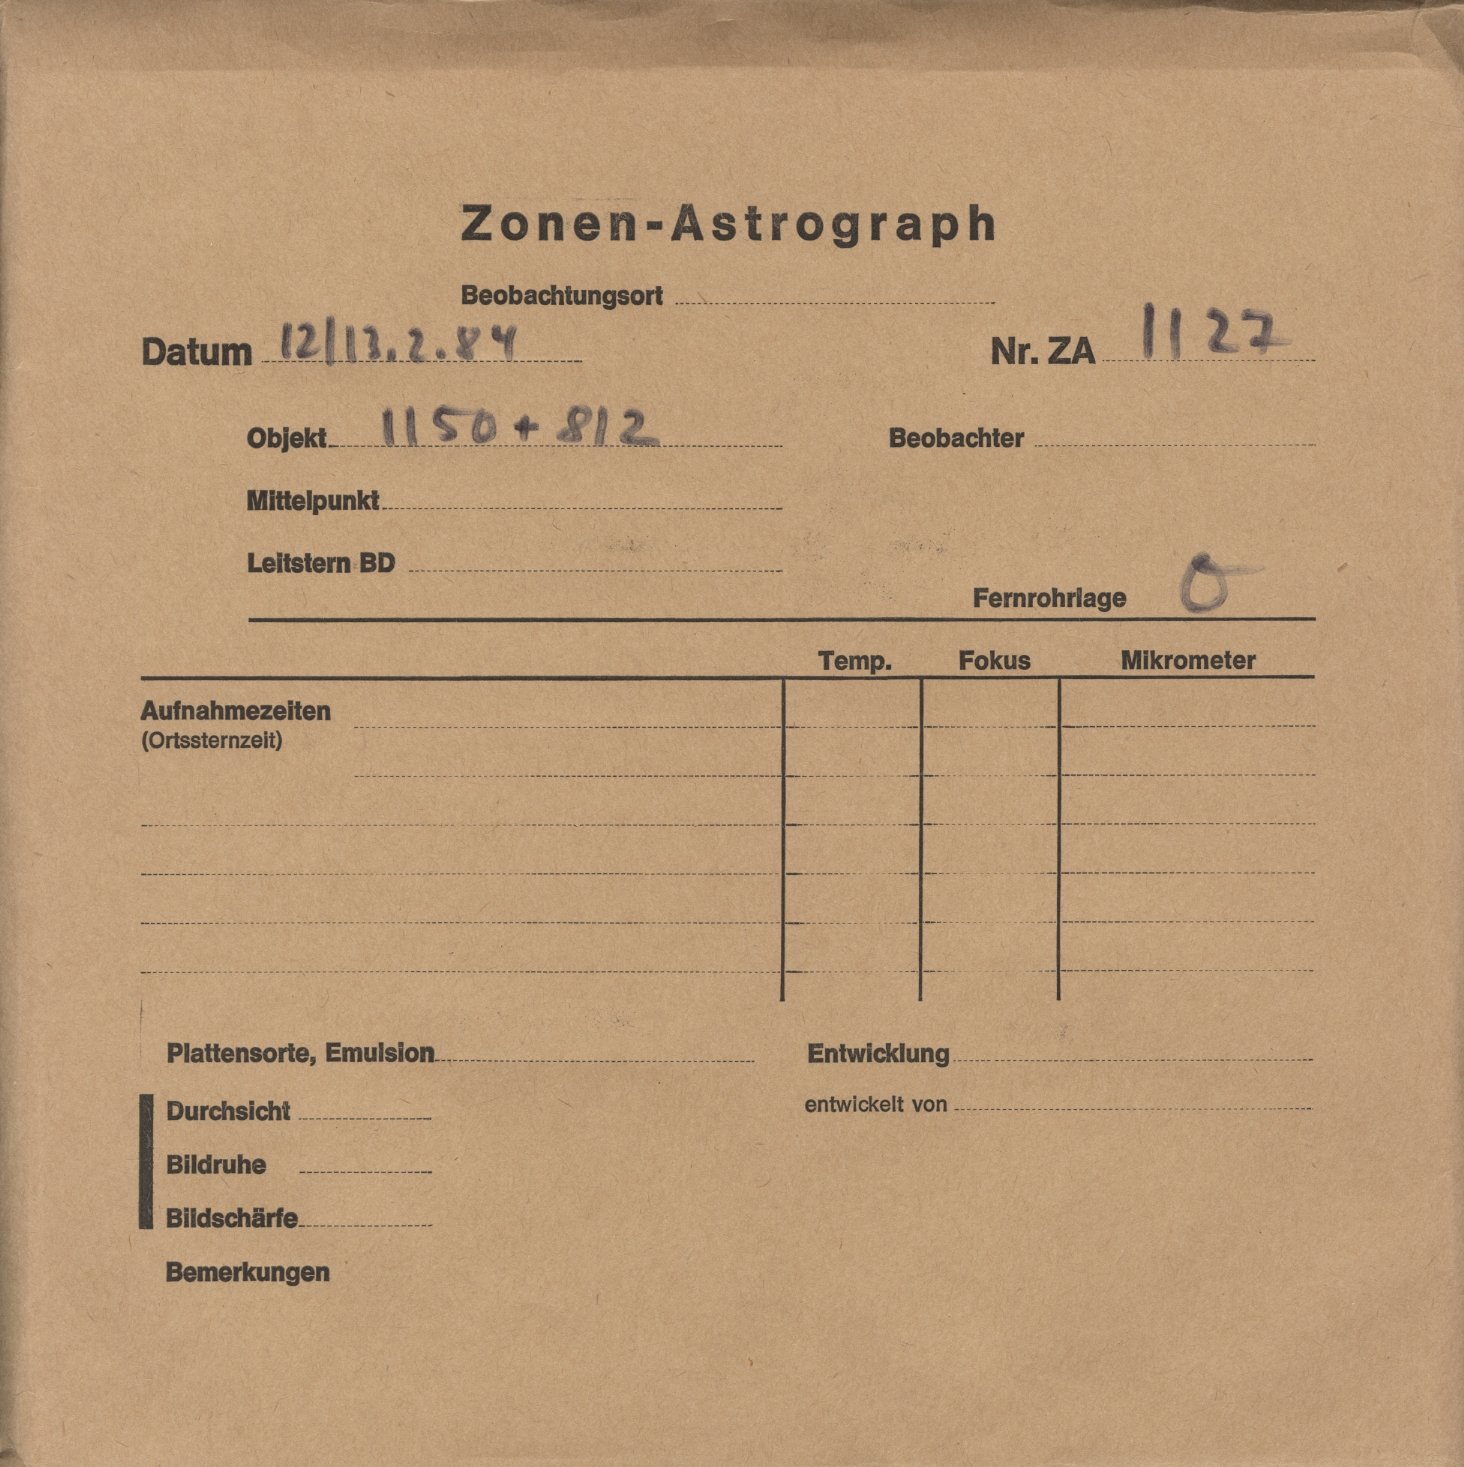 Zonen-Astrograph
Beobachtungsort
Datum 12/13.2.84 Nr. ZA 1127
Objekt 1150+812 Beobachter
Mittelpunkt
Leitstern BD
Fernrohrlage O
Temp. Fokus Mikrometer
Aufnahmezeiten
(Ortssternzeit)
Plattensorte, Emulsion Entwicklung
Durchsicht entwickelt von
Bildruhe
Bildschärfe
Bemerkungen